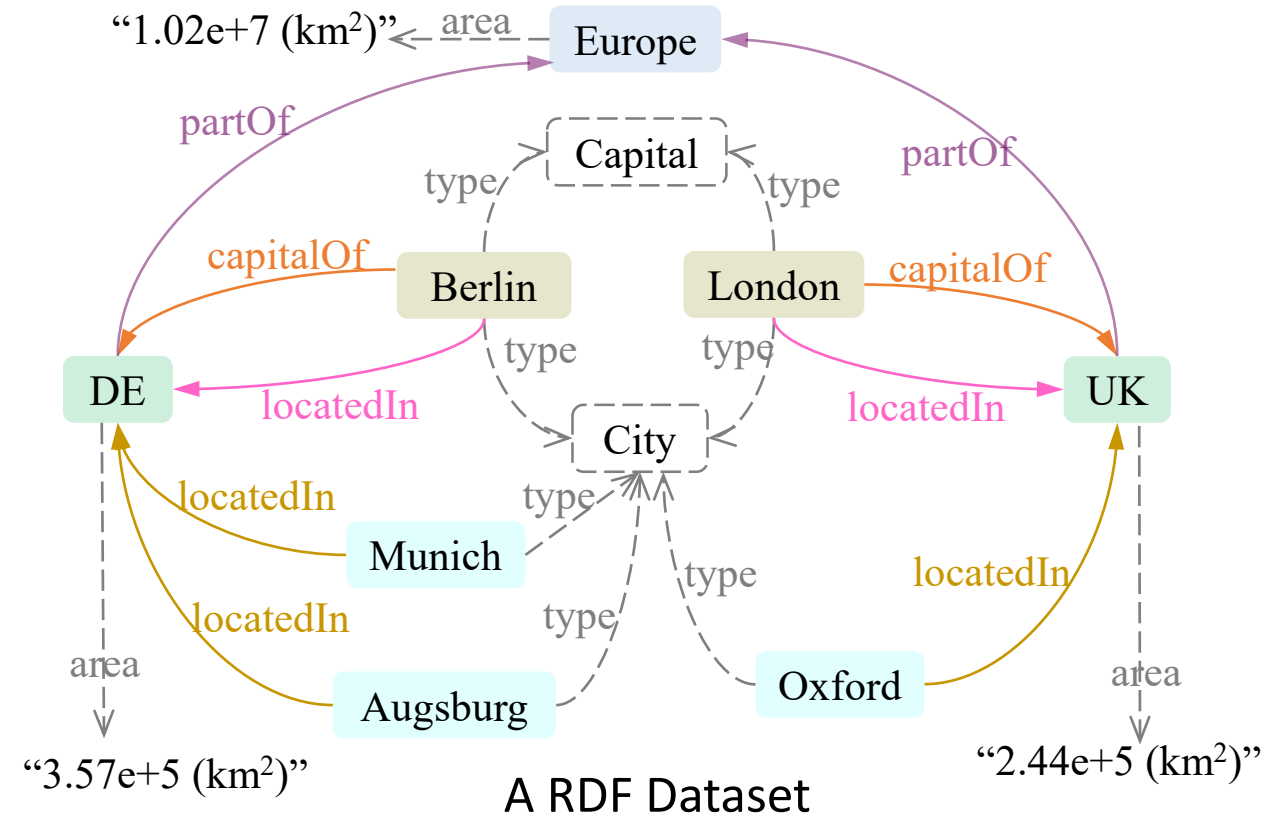 “1.02e+7 (km²)”
area
Europe
partOf
partOf
Capital
type
type
capitalOf
capitalOf
Berlin
London
type
type
DE
UK
locatedIn
locatedIn
City
locatedIn
type
Munich
type
locatedIn
locatedIn
type
area
area
Augsburg
Oxford
“3.57e+5 (km²)”
“2.44e+5 (km²)”
A RDF Dataset